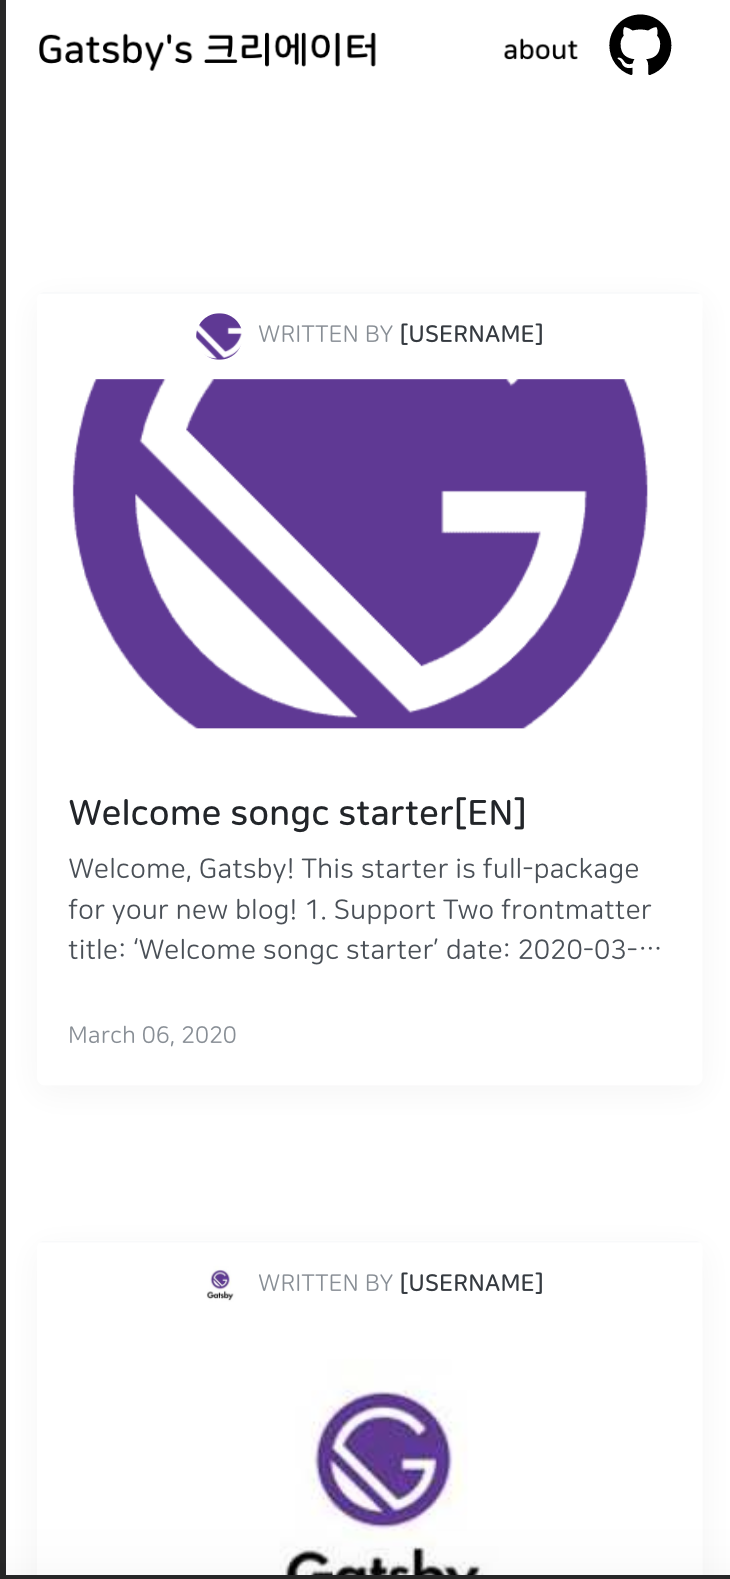 Gatsby's 크리에이터
about
WRITTEN BY [USERNAME]
Welcome songc starter[EN]
Welcome, Gatsby! This starter is full-package
for your new blog! 1. Support Two frontmatter
title: ‘Welcome songc starter’ date: 2020-03-…
March 06, 2020
Gatsby
WRITTEN BY [USERNAME]
Gatsby